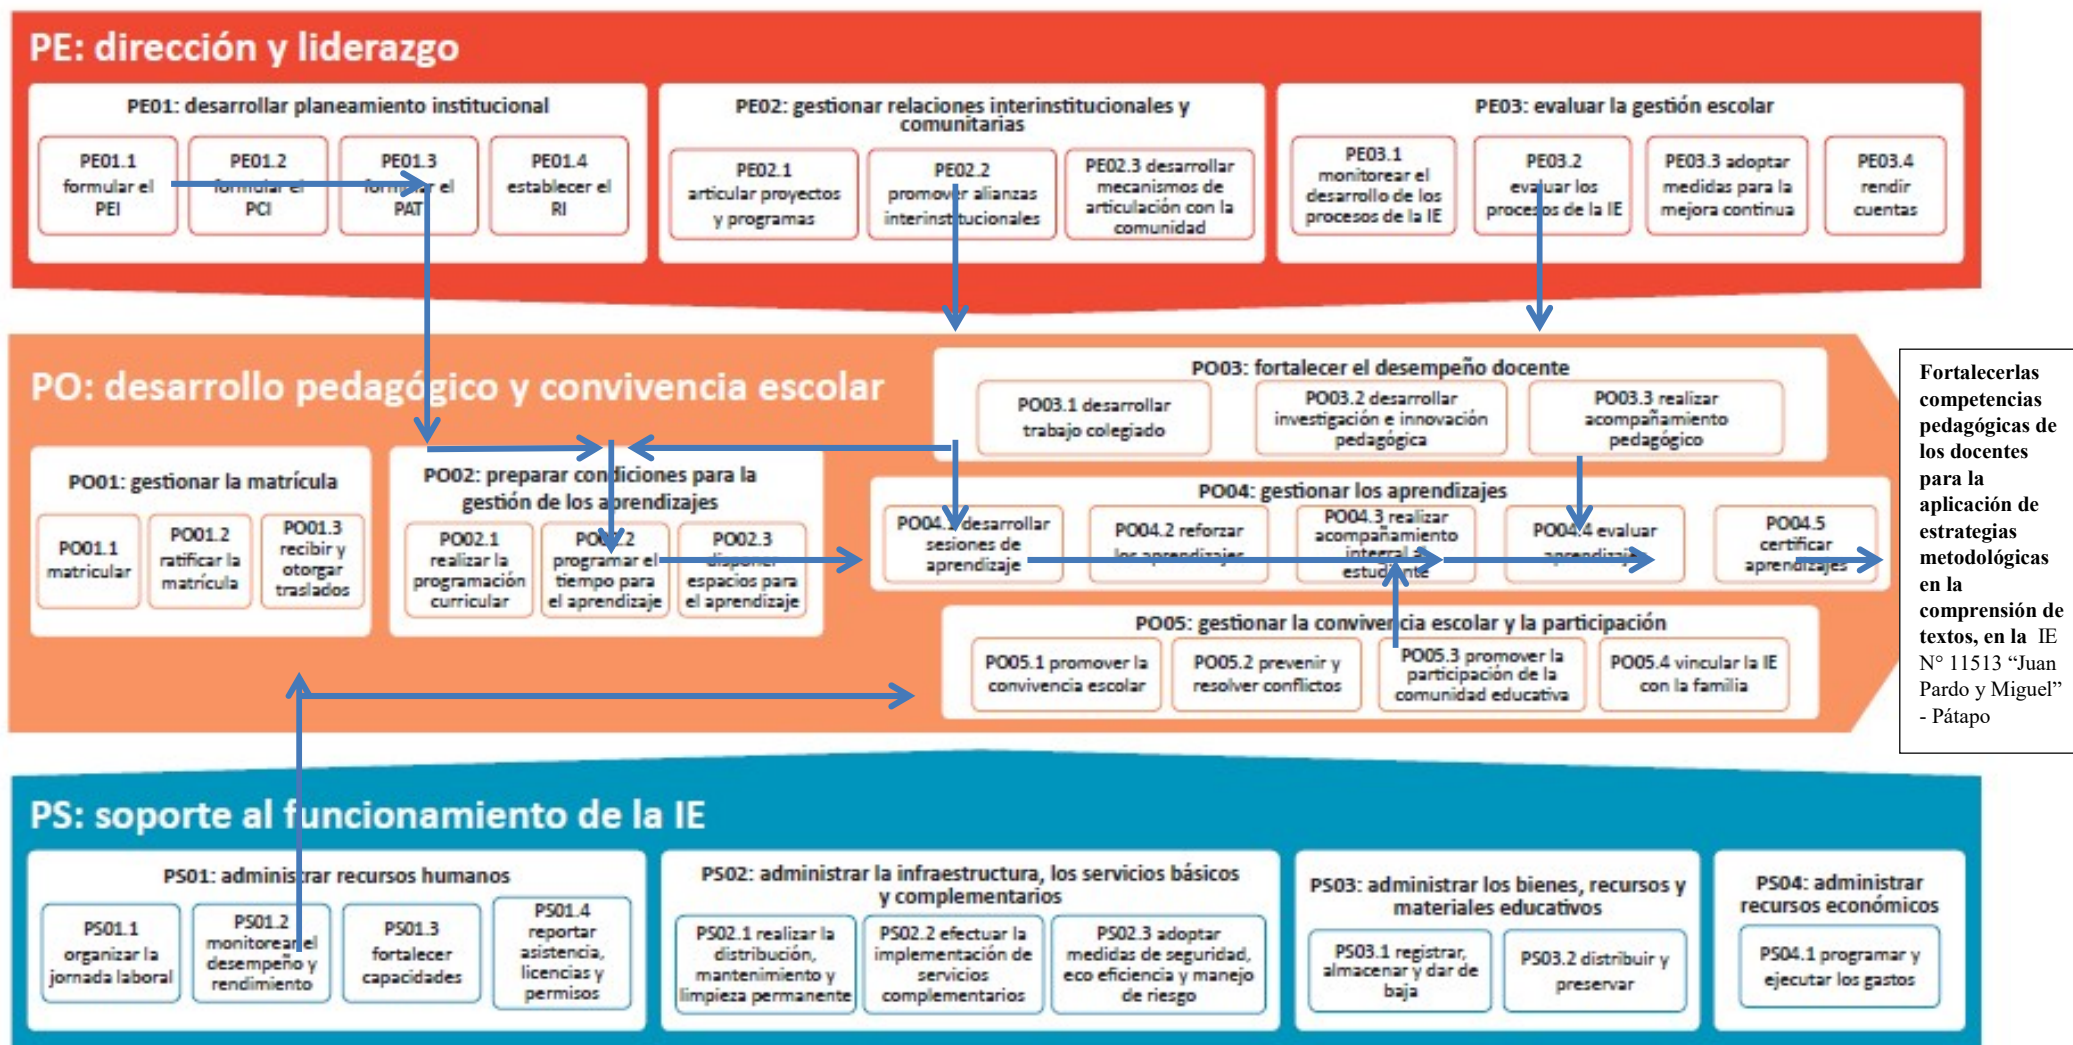 PE: dirección y liderazgo
PE01: desarrollar planeamiento institucional
PE01.1
formular el
PEI
PE01.2
formular el
PCI
PE01.3
formular el
PAT
PE01.4
establecer el
RI
PE02: gestionar relaciones interinstitucionales y
comunitarias
PE02.1
articular proyectos
y programas
PE02.2
promover alianzas
interinstitucionales
PE02.3 desarrollar
mecanismos de
articulación con la
comunidad
PE03: evaluar la gestión escolar
PE03.1
monitorear el
desarrollo de los
procesos de la IE
PE03.2
evaluar los
procesos de la IE
PE03.3 adoptar
medidas para la
mejora continua
PE03.4
rendir
cuentas
PO: desarrollo pedagógico y convivencia escolar
PO01: gestionar la matrícula
PO01.1
matricular
PO01.2
ratificar la
matrícula
PO01.3
recibir y
otorgar
traslados
PO02: preparar condiciones para la
gestión de los aprendizajes
PO02.1
realizar la
programación
curricular
PO02.2
programar el
tiempo para
el aprendizaje
PO02.3
disponer
espacios para
el aprendizaje
PO03: fortalecer el desempeño docente
PO03.1 desarrollar
trabajo colegiado
PO03.2 desarrollar
investigación e innovación
pedagógica
PO03.3 realizar
acompañamiento
pedagógico
PO04: gestionar los aprendizajes
PO04.1 desarrollar
sesiones de
aprendizaje
PO04.2 reforzar
los aprendizajes
PO04.3 realizar
acompañamiento
integral al
estudiante
PO04.4 evaluar
aprendizajes
PO04.5
certificar
aprendizajes
PO05: gestionar la convivencia escolar y la participación
PO05.1 promover la
convivencia escolar
PO05.2 prevenir y
resolver conflictos
PO05.3 promover la
participación de la
comunidad educativa
PO05.4 vincular la IE
con la familia
Fortalecerlas
competencias
pedagógicas de
los docentes
para la
aplicación de
estrategias
metodológicas
en la
comprensión de
textos, en la IE
N° 11513 “Juan
Pardo y Miguel”
- Pátapo
PS: soporte al funcionamiento de la IE
PS01: administrar recursos humanos
PS01.1
organizar la
jornada laboral
PS01.2
monitorear el
desempeño y
rendimiento
PS01.3
fortalecer
capacidades
PS01.4
reportar
asistencia,
licencias y
permisos
PS02: administrar la infraestructura, los servicios básicos
y complementarios
PS02.1 realizar la
distribución,
mantenimiento y
limpieza permanente
PS02.2 efectuar la
implementación de
servicios
complementarios
PS02.3 adoptar
medidas de seguridad,
eco eficiencia y manejo
de riesgo
PS03: administrar los bienes, recursos y
materiales educativos
PS03.1 registrar,
almacenar y dar de
baja
PS03.2 distribuir y
preservar
PS04: administrar
recursos económicos
PS04.1 programar y
ejecutar los gastos